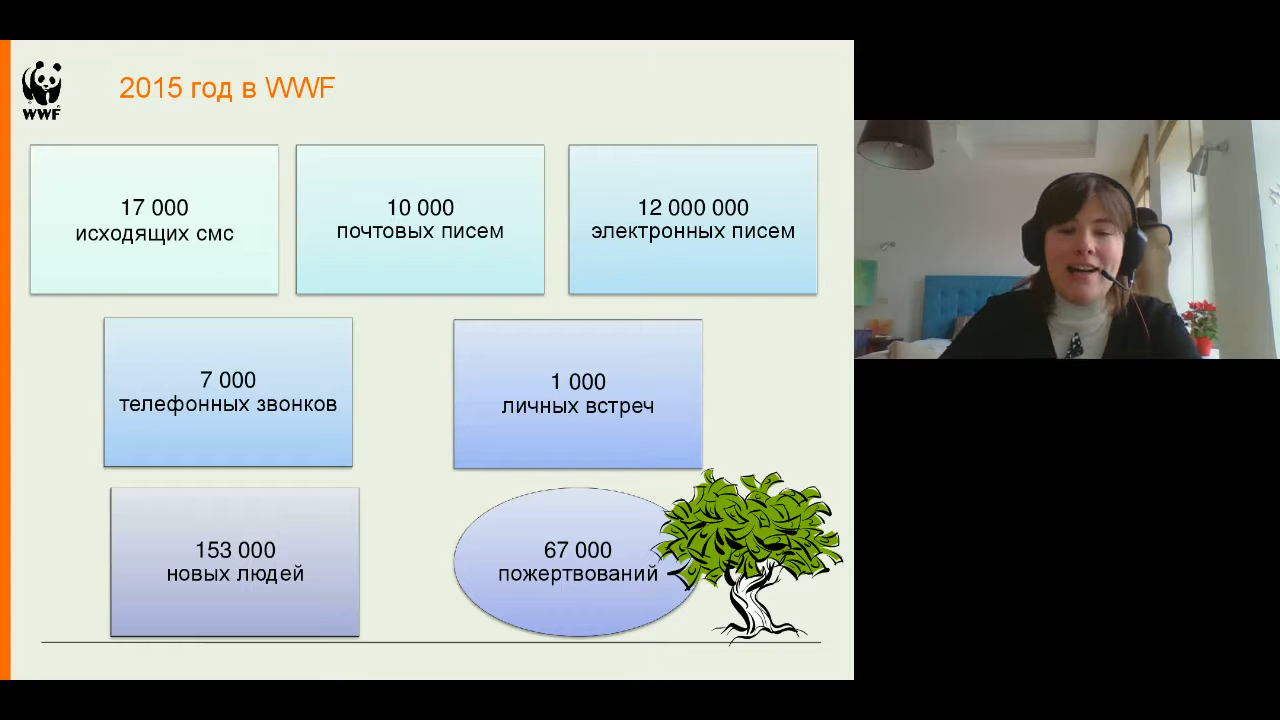 2015 год в WWF
WWF
17 000
исходящих смс
10 000
почтовых писем
12 000 000
электронных писем
7 000
телефонных звонков
1 000
личных встреч
153 000
новых людей
67 000
пожертвований